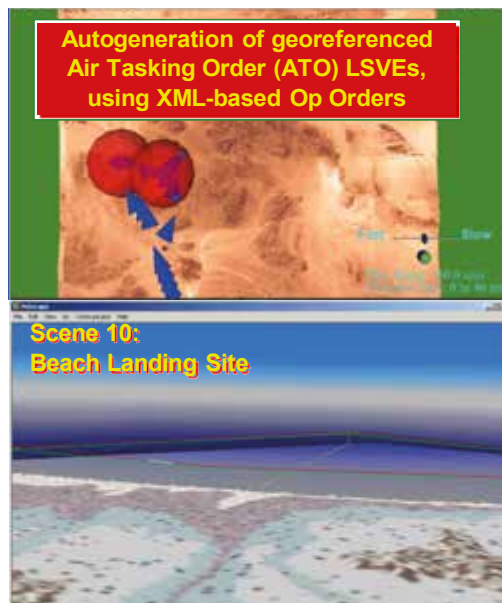 Autogeneration of georeferenced
Air Tasking Order (ATO) LSVEs,
using XML-based Op Orders
Fast Slow
Scene 10:
Beach Landing Site